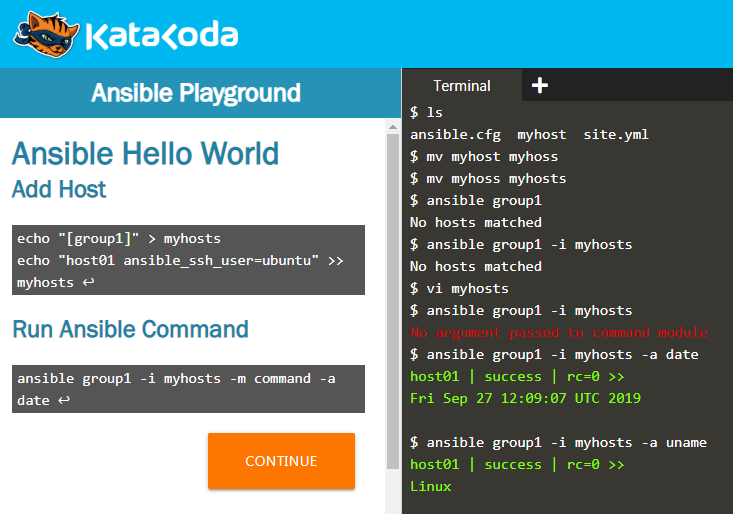 KataKoda
Ansible Playground
Ansible Hello World
Add Host
echo "[group1]" > myhosts
echo "host01 ansible_ssh_user=ubuntu" >>
myhosts ↩
Run Ansible Command
ansible group1 -i myhosts -m command -a
date ↩
CONTINUE
Terminal
$ ls
ansible.cfg  myhost  site.yml
$ mv myhost myhoss
$ mv myhoss myhosts
$ ansible group1
No hosts matched
$ ansible group1 -i myhosts
No hosts matched
$ vi myhosts
$ ansible group1 -i myhosts
No argument passed to command module
$ ansible group1 -i myhosts -a date
host01 | success | rc=0 >>
Fri Sep 27 12:09:07 UTC 2019
$ ansible group1 -i myhosts -a uname
host01 | success | rc=0 >>
Linux